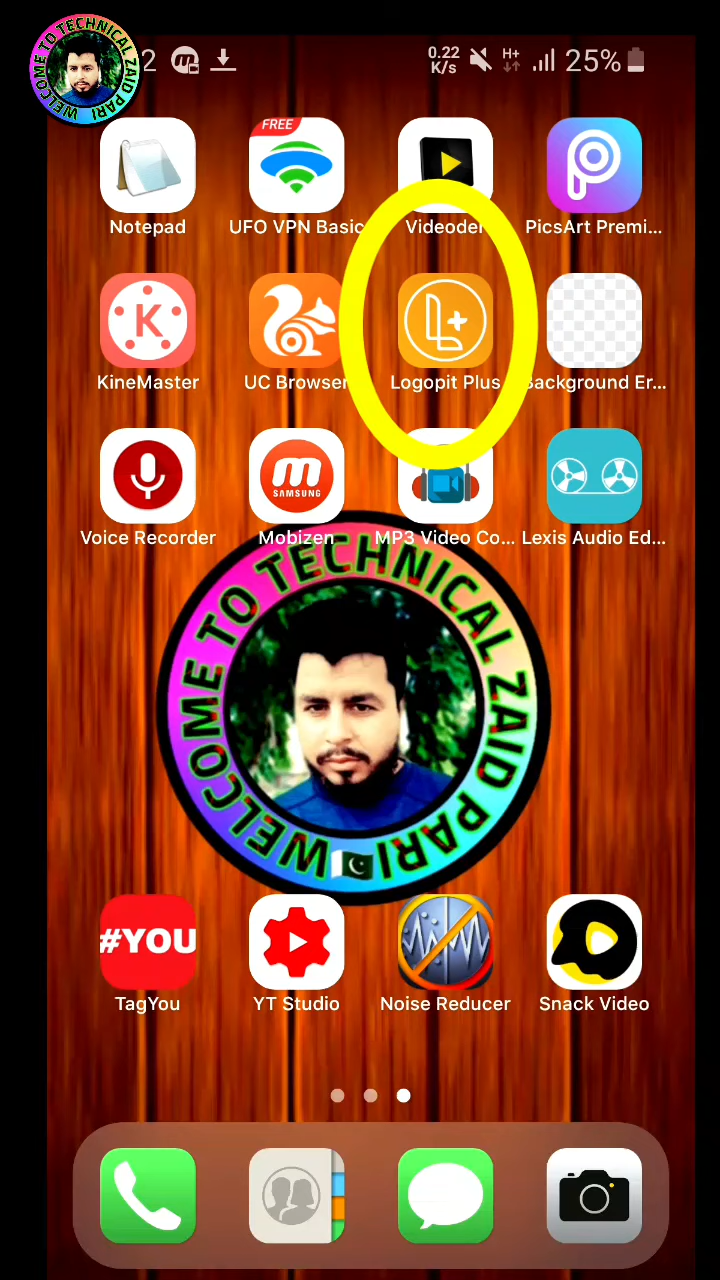 WELCOME TO TECHNICAL ZAID PARI
2
0.22
K/s
H+
25%
FREE
Notepad
UFO VPN Basic
Videoder
PicsArt Premi...
K
L+
KineMaster
UC Browser
Logopit Plus
Background Er...
m
SAMSUNG
Voice Recorder
Mobizen
MP3 Video Co...
Lexis Audio Ed...
WELCOME TO TECHNICAL ZAID PARI
#YOU
TagYou
YT Studio
Noise Reducer
Snack Video